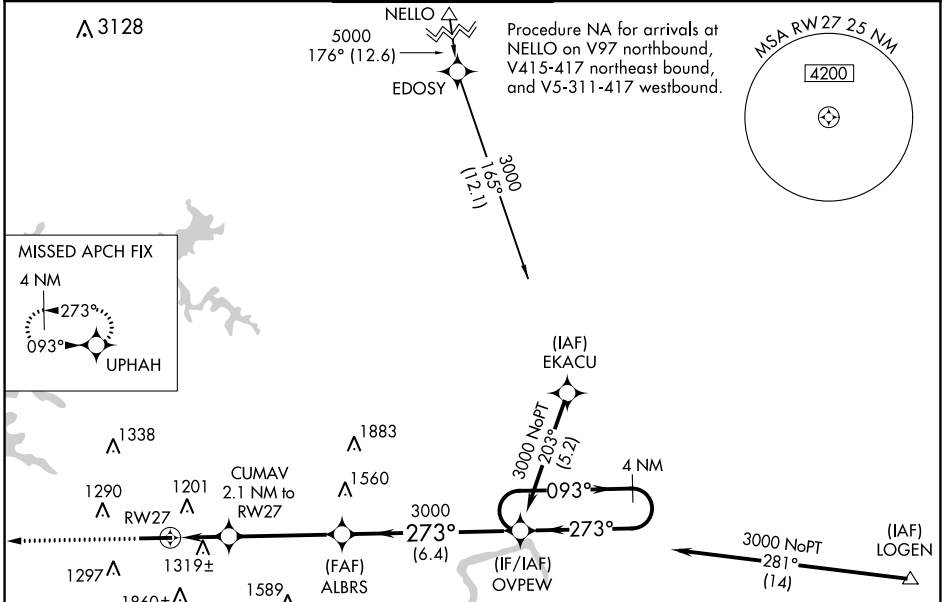 3128
NELLO
5000
176° (12.6)
EDOSY
Procedure NA for arrivals at
NELLO on V97 northbound,
V415-417 northeast bound,
and V5-311-417 westbound.
MSA RW27 25 NM
4200
3000
165°
(12.1)
MISSED APCH FIX
4 NM
273°
093°
UPHAH
(IAF)
EKACU
3000 NoPT
203°
(5.2)
4 NM
093°
273°
1338
1883
1290
1201
CUMAV
2.1 NM to
RW27
1560
RW27
3000
273°
(6.4)
1297
1319±
(FAF)
ALBRS
(IF/IAF)
OVPEW
3000 NoPT
281°
(14)
(IAF)
LOGEN
1860±
1589